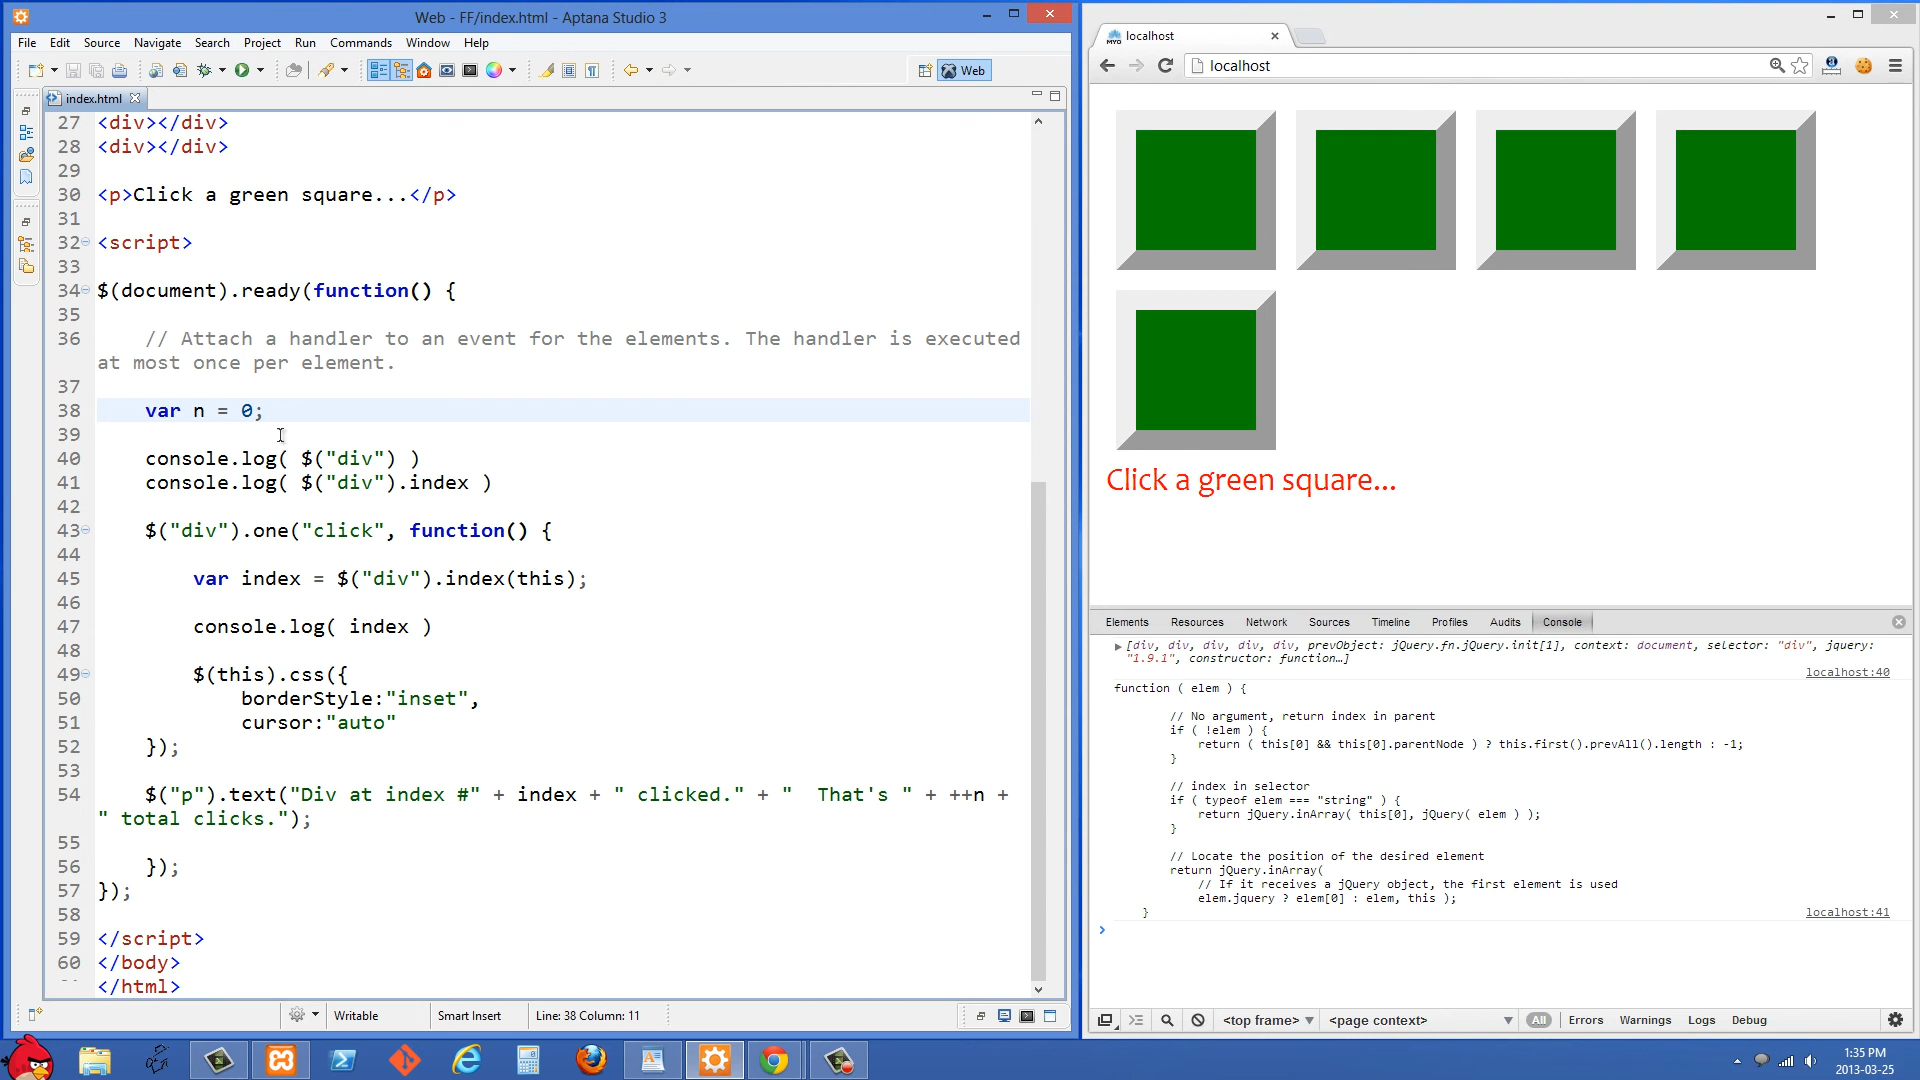 Web - FF/index.html - Aptana Studio 3
File Edit Source Navigate Search Project Run Commands Window Help
Web
index.html
27 <div></div>
28 <div></div>
29
30 <p>Click a green square...</p>
31
32 <script>
33
34 $(document).ready(function() {
35
36 // Attach a handler to an event for the elements. The handler is executed
at most once per element.
37
38 var n = 0;
39
40 console.log( $("div") )
41 console.log( $("div").index )
42
43 $("div").one("click", function() {
44
45 var index = $("div").index(this);
46
47 console.log( index )
48
49 $(this).css({
50 borderStyle:"inset",
51 cursor:"auto"
52 });
53
54 $("p").text("Div at index #" + index + " clicked." + "  That's " + ++n +
" total clicks.");
55
56 });
57 });
58
59 </script>
60 </body>
</html>
Writable Smart Insert Line: 38 Column: 11
localhost
localhost
Click a green square...
Elements Resources Network Sources Timeline Profiles Audits Console
[div, div, div, div, div, prevObject: jQuery.fn.jQuery.init[1], context: document, selector: "div", jquery:
"1.9.1", constructor: function…]
localhost:40
function ( elem ) {
// No argument, return index in parent
if ( !elem ) {
return ( this[0] && this[0].parentNode ) ? this.first().prevAll().length : -1;
}
// index in selector
if ( typeof elem === "string" ) {
return jQuery.inArray( this[0], jQuery( elem ) );
}
// Locate the position of the desired element
return jQuery.inArray(
// If it receives a jQuery object, the first element is used
elem.jquery ? elem[0] : elem, this );
}
localhost:41
<top frame> <page context> All Errors Warnings Logs Debug
1:35 PM
2013-03-25